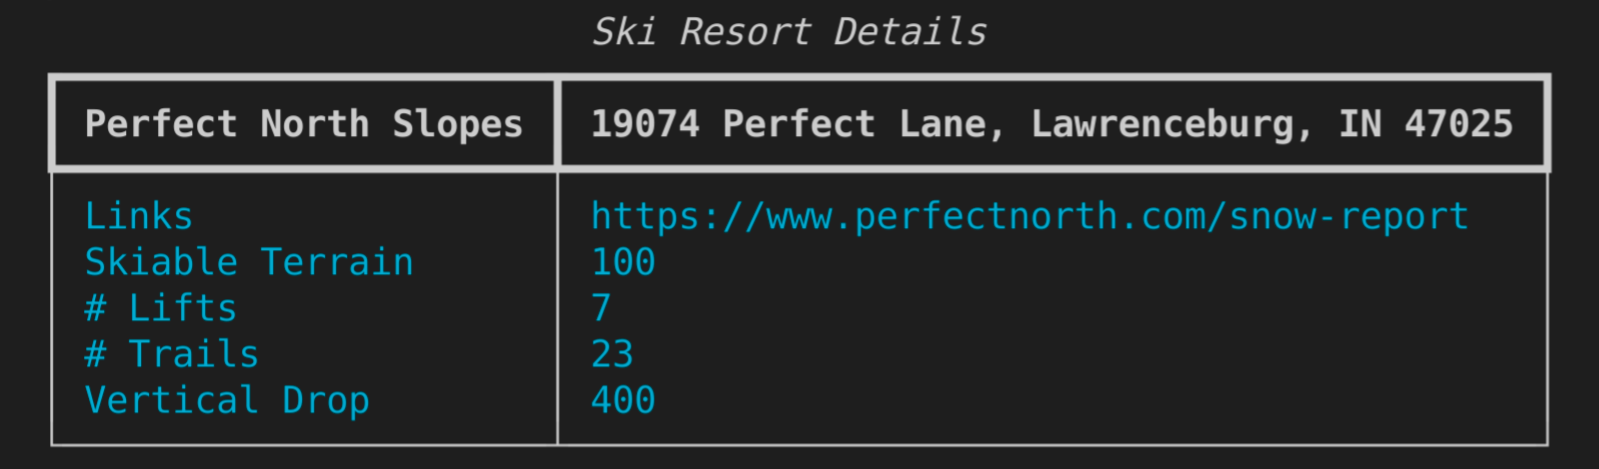 Ski Resort Details
Perfect North Slopes 19074 Perfect Lane, Lawrenceburg, IN 47025
Links https://www.perfectnorth.com/snow-report
Skiable Terrain 100
# Lifts 7
# Trails 23
Vertical Drop 400